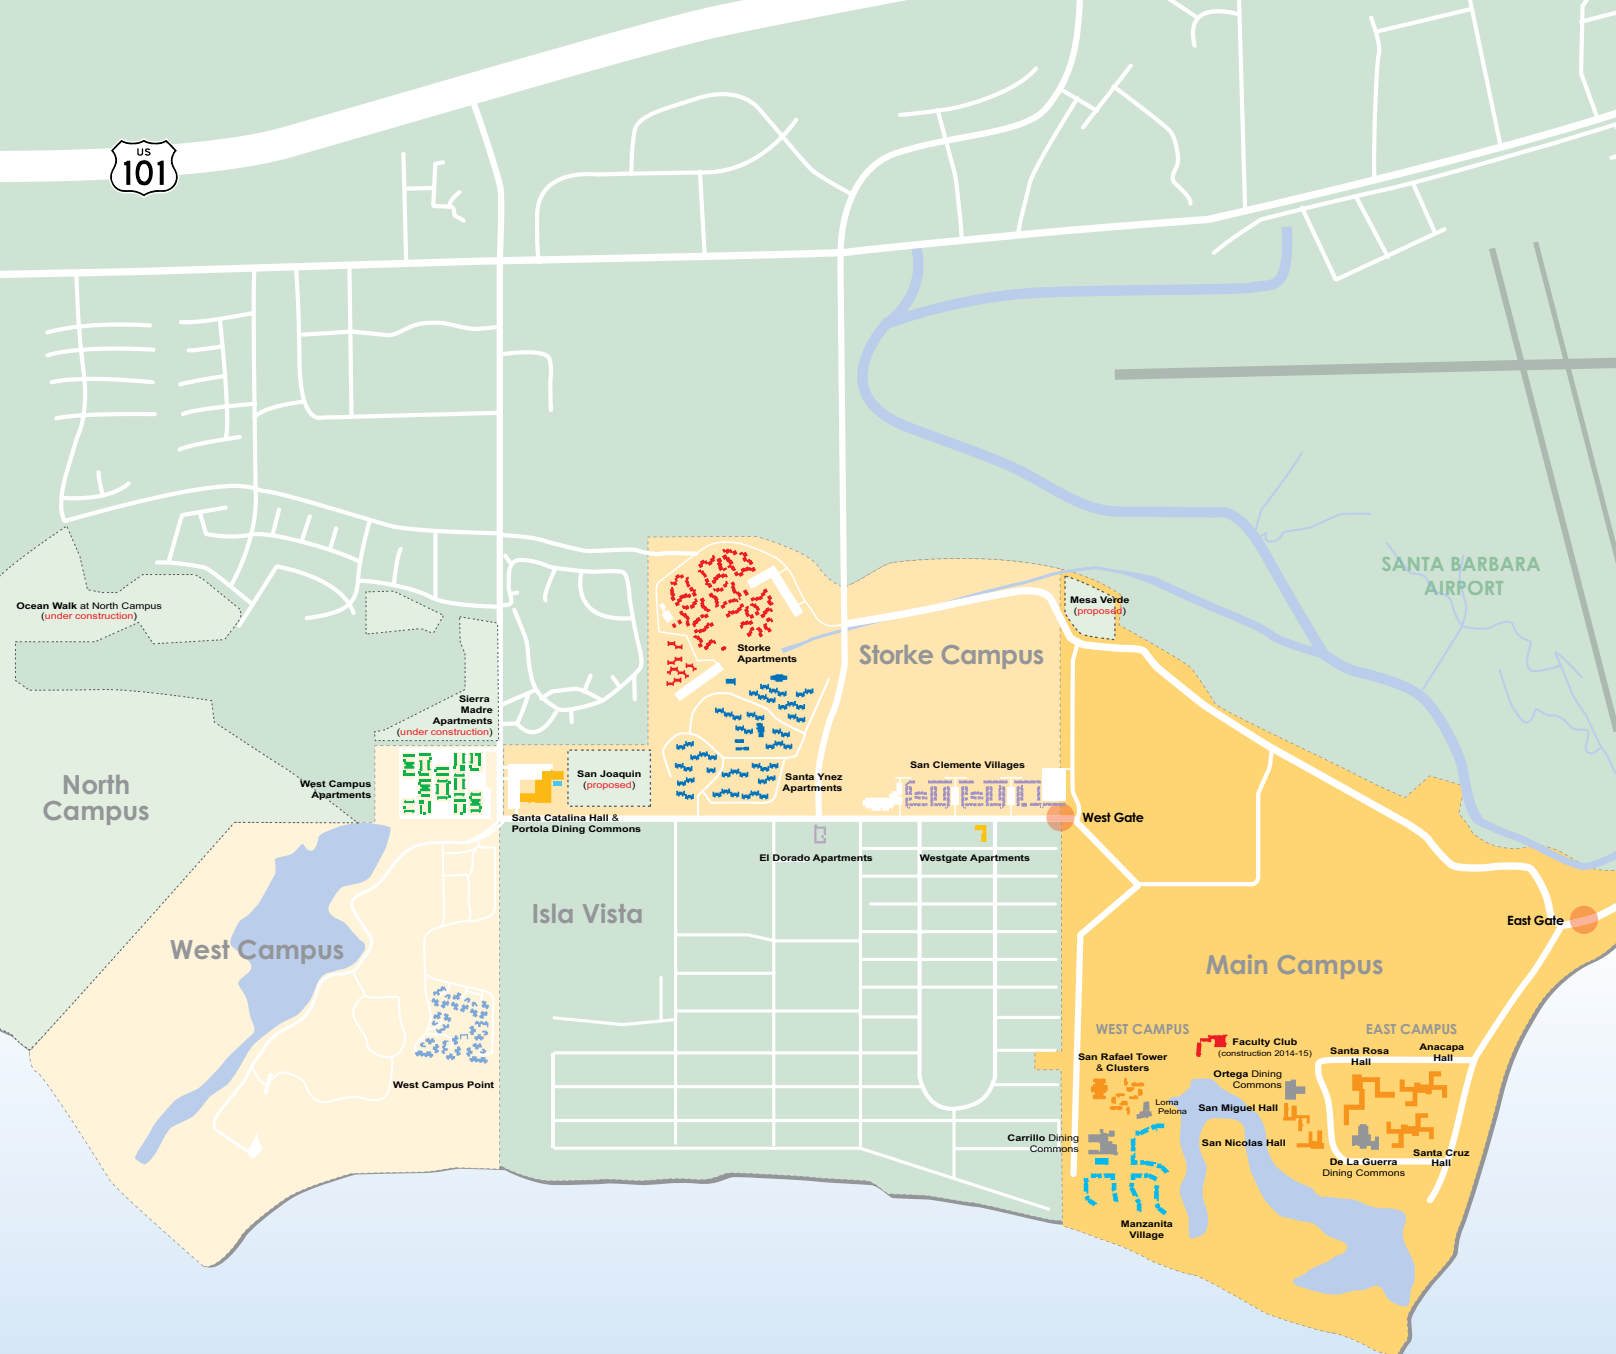 US
101
SANTA BARBARA
AIRPORT
Ocean Walk at North Campus
(under construction)
Mesa Verde
(proposed)
Storke
Apartments
Storke Campus
Sierra
Madre
Apartments
(under construction)
North
Campus
West Campus
Apartments
San Joaquin
(proposed)
Santa Ynez
Apartments
San Clemente Villages
Santa Catalina Hall &
Portola Dining Commons
West Gate
El Dorado Apartments
Westgate Apartments
Isla Vista
West Campus
East Gate
Main Campus
WEST CAMPUS
EAST CAMPUS
Faculty Club
(construction 2014-15)
San Rafael Tower
& Clusters
Santa Rosa
Hall
Anacapa
Hall
Ortega Dining
Commons
West Campus Point
Loma
Pelona
San Miguel Hall
Carrillo Dining
Commons
San Nicolas Hall
De La Guerra
Dining Commons
Santa Cruz
Hall
Manzanita
Village